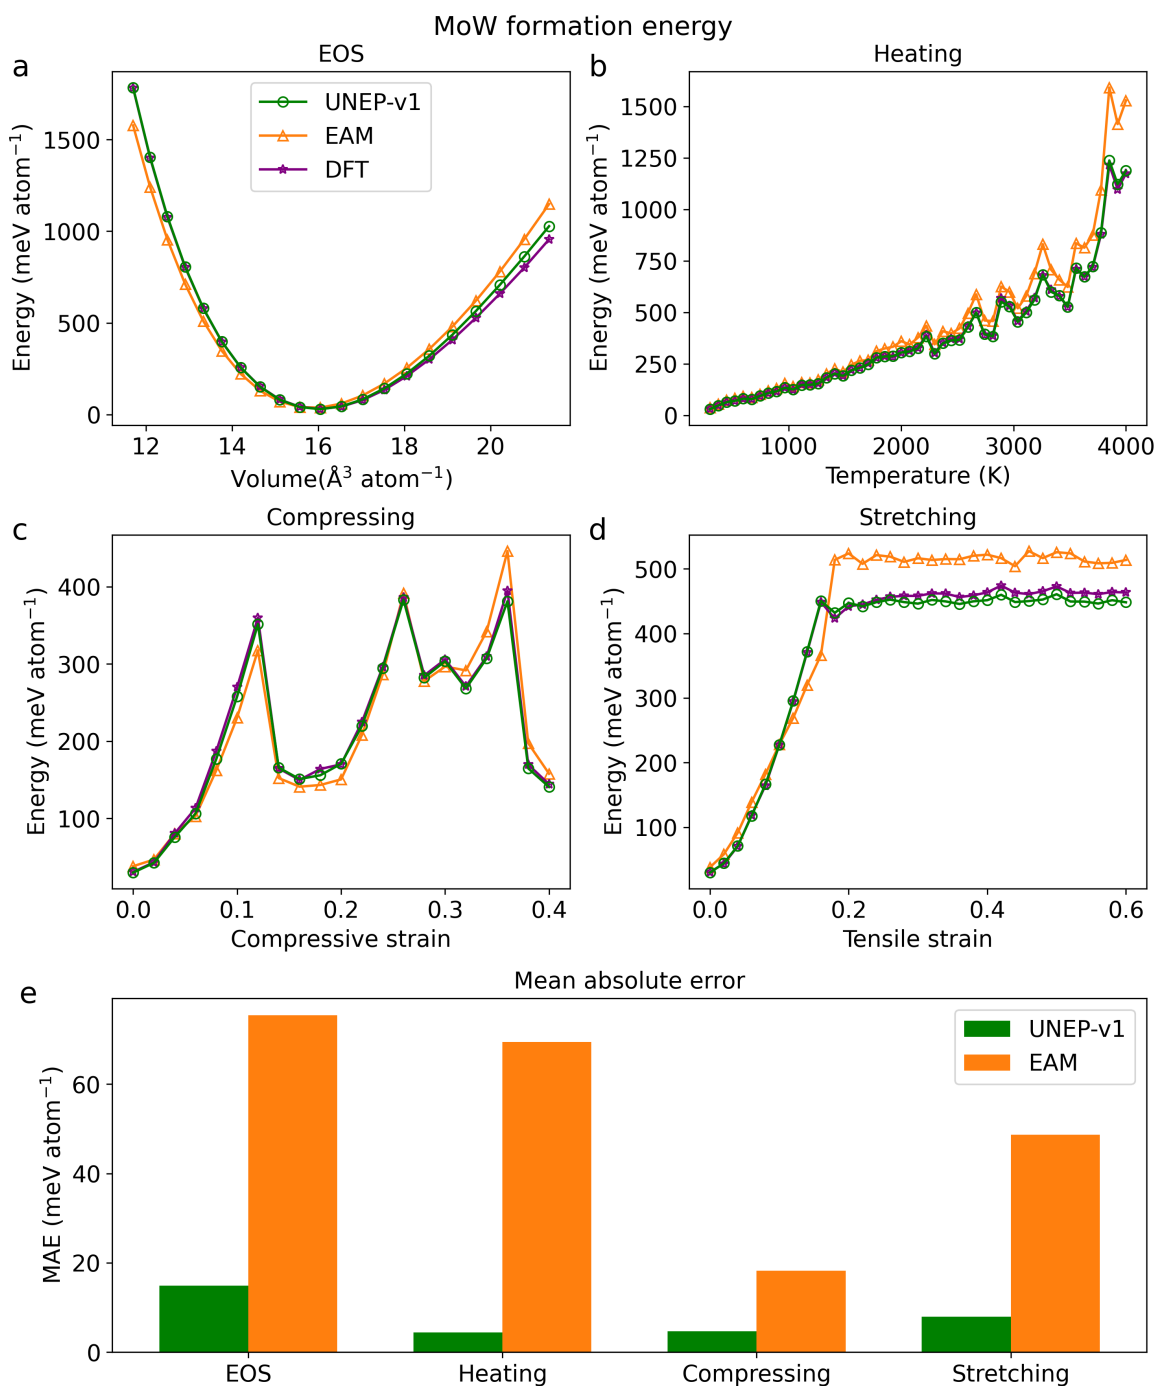 MoW formation energy
a
EOS
Energy (meV atom⁻¹)
1500
1000
500
0
12
14
16
18
20
Volume(Å³ atom⁻¹)
UNEP-v1
EAM
DFT
b
Heating
Energy (meV atom⁻¹)
1500
1250
1000
750
500
250
0
1000
2000
3000
4000
Temperature (K)
c
Compressing
Energy (meV atom⁻¹)
400
300
200
100
0.0
0.1
0.2
0.3
0.4
Compressive strain
d
Stretching
Energy (meV atom⁻¹)
500
400
300
200
100
0.0
0.2
0.4
0.6
Tensile strain
e
Mean absolute error
MAE (meV atom⁻¹)
60
40
20
0
UNEP-v1
EAM
EOS
Heating
Compressing
Stretching